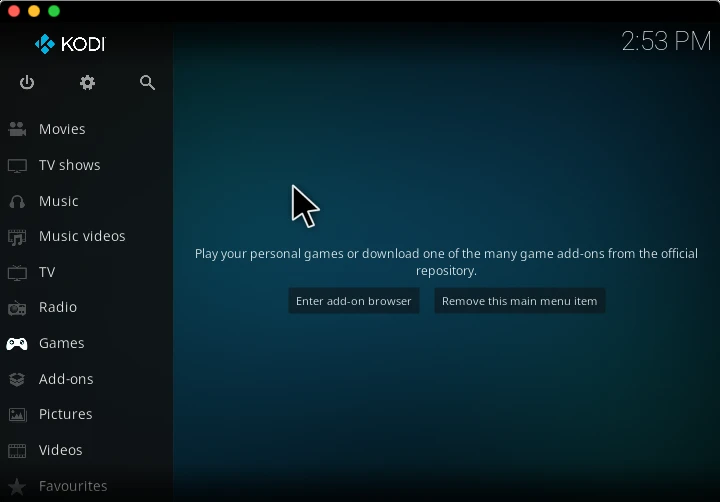 KODI
2:53 PM
Movies
TV shows
Music
Music videos
TV
Radio
Games
Add-ons
Pictures
Videos
Favourites
Play your personal games or download one of the many game add-ons from the official
repository.
Enter add-on browser
Remove this main menu item